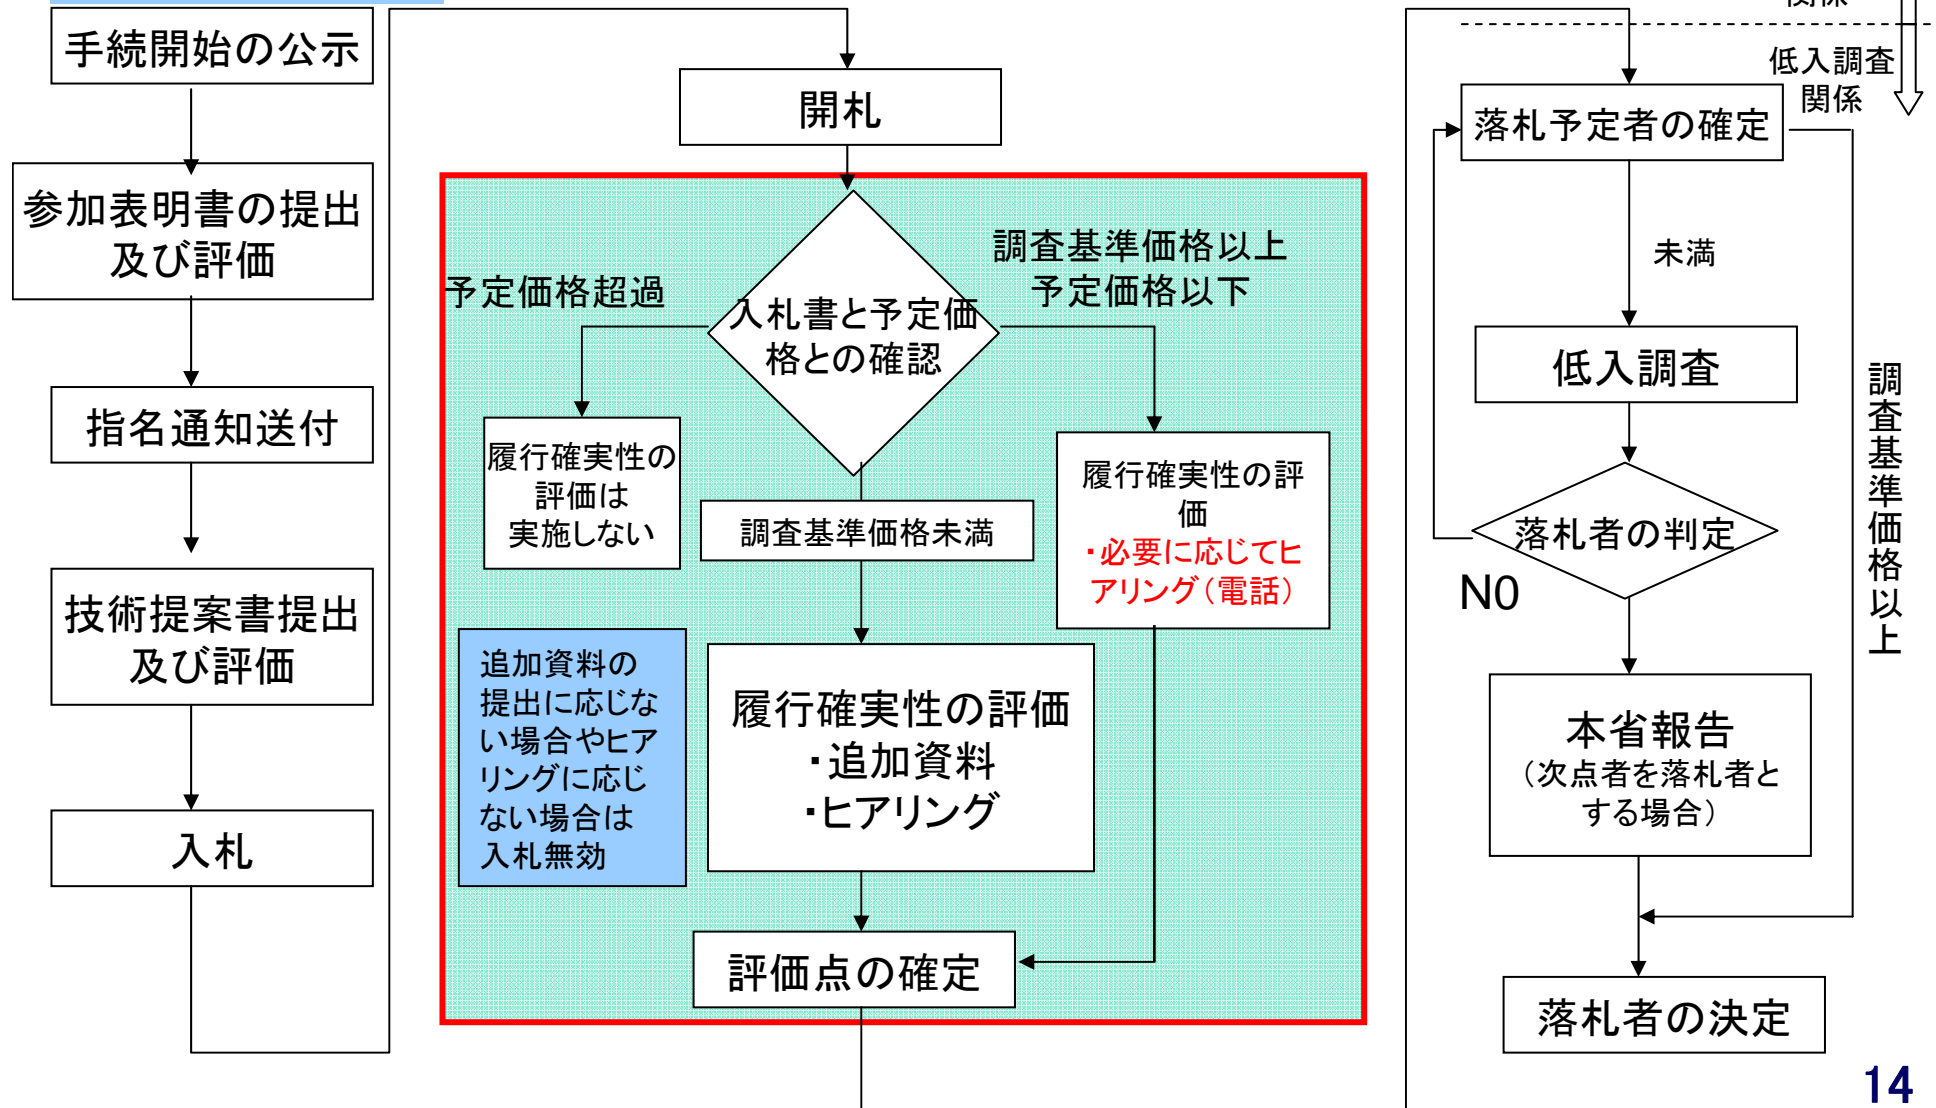 手続開始の公示
参加表明書の提出
及び評価
指名通知送付
技術提案書提出
及び評価
入札
開札
予定価格超過
調査基準価格以上
予定価格以下
入札書と予定価
格との確認
履行確実性の
評価は
実施しない
調査基準価格未満
履行確実性の評
価
・必要に応じてヒ
アリング（電話）
追加資料の
提出に応じな
い場合やヒア
リングに応じ
ない場合は
入札無効
履行確実性の評価
・追加資料
・ヒアリング
評価点の確定
関係
低入調査
関係
落札予定者の確定
未満
低入調査
落札者の判定
N0
調査基準価格以上
本省報告
（次点者を落札者と
する場合）
落札者の決定
14